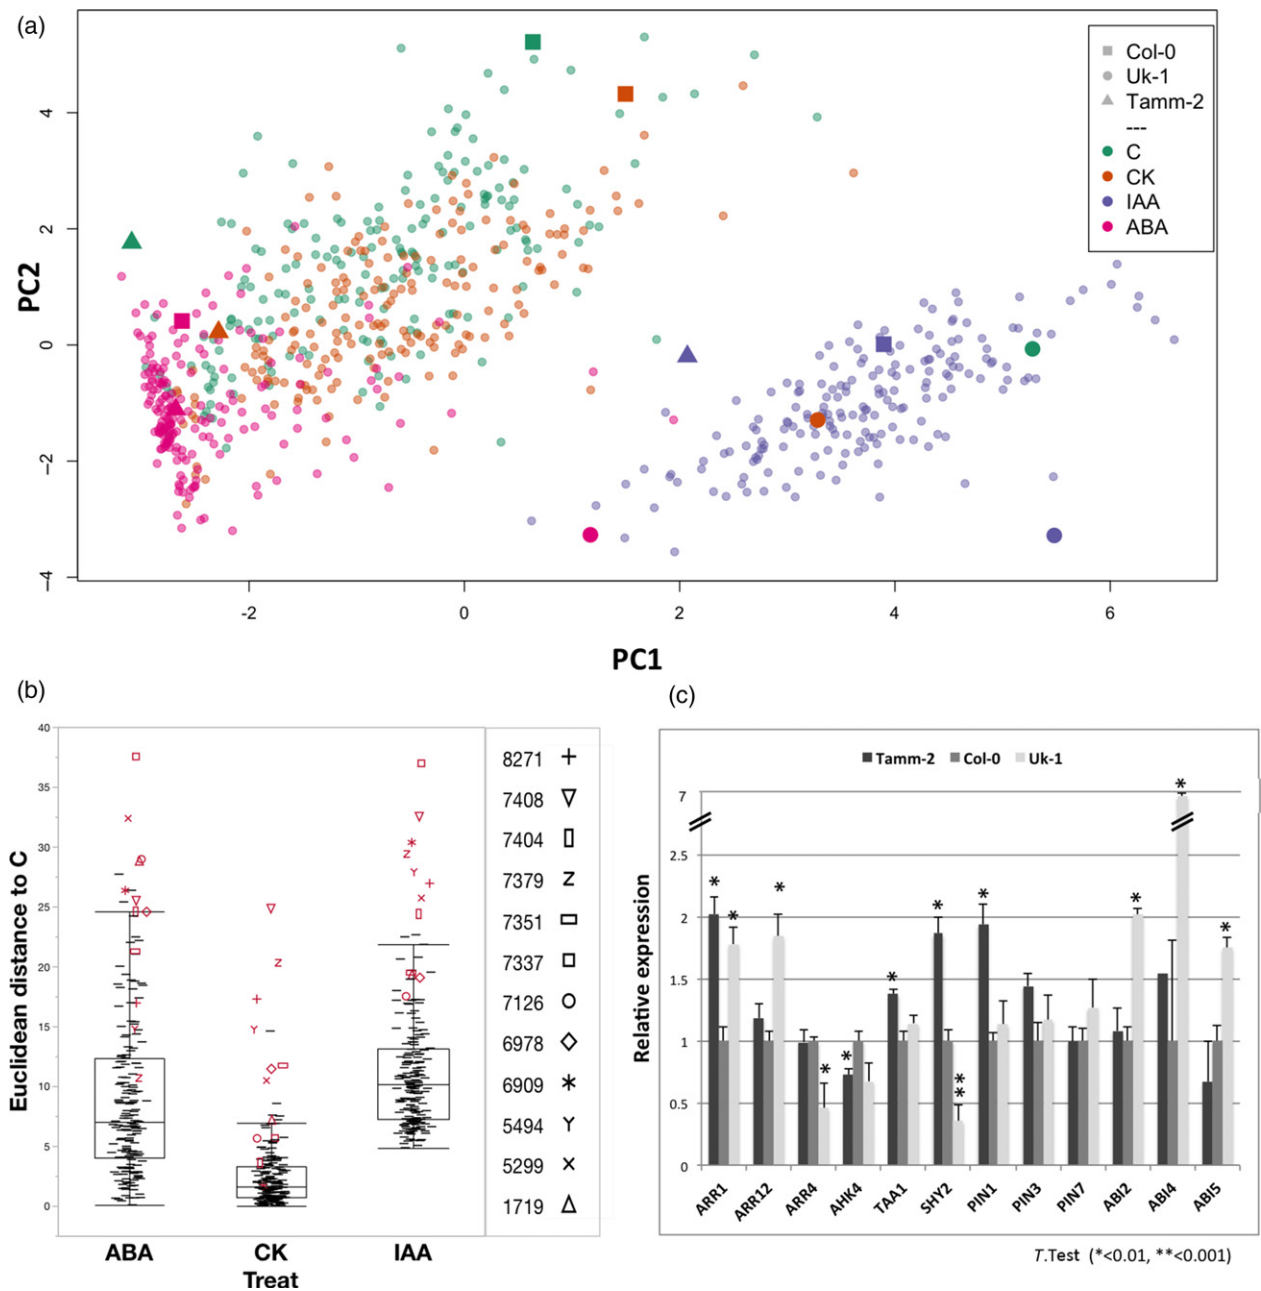 (a)
PC2
4
2
0
−2
−4
-2
0
2
4
6
PC1
Col-0
Uk-1
Tamm-2
---
C
CK
IAA
ABA
(b)
Euclidean distance to C
40
35
30
25
20
15
10
5
0
ABA
CK
IAA
Treat
8271
7408
7404
7379
7351
7337
7126
6978
6909
5494
5299
1719
(c)
Tamm-2 Col-0 Uk-1
Relative expression
7
2.5
2
1.5
1
0.5
0
* * * * * * * ** * * * *
ARR1
ARR12
ARR4
AHK4
TAA1
SHY2
PIN1
PIN3
PIN7
ABI2
ABI4
ABI5
T.Test (*<0.01, **<0.001)